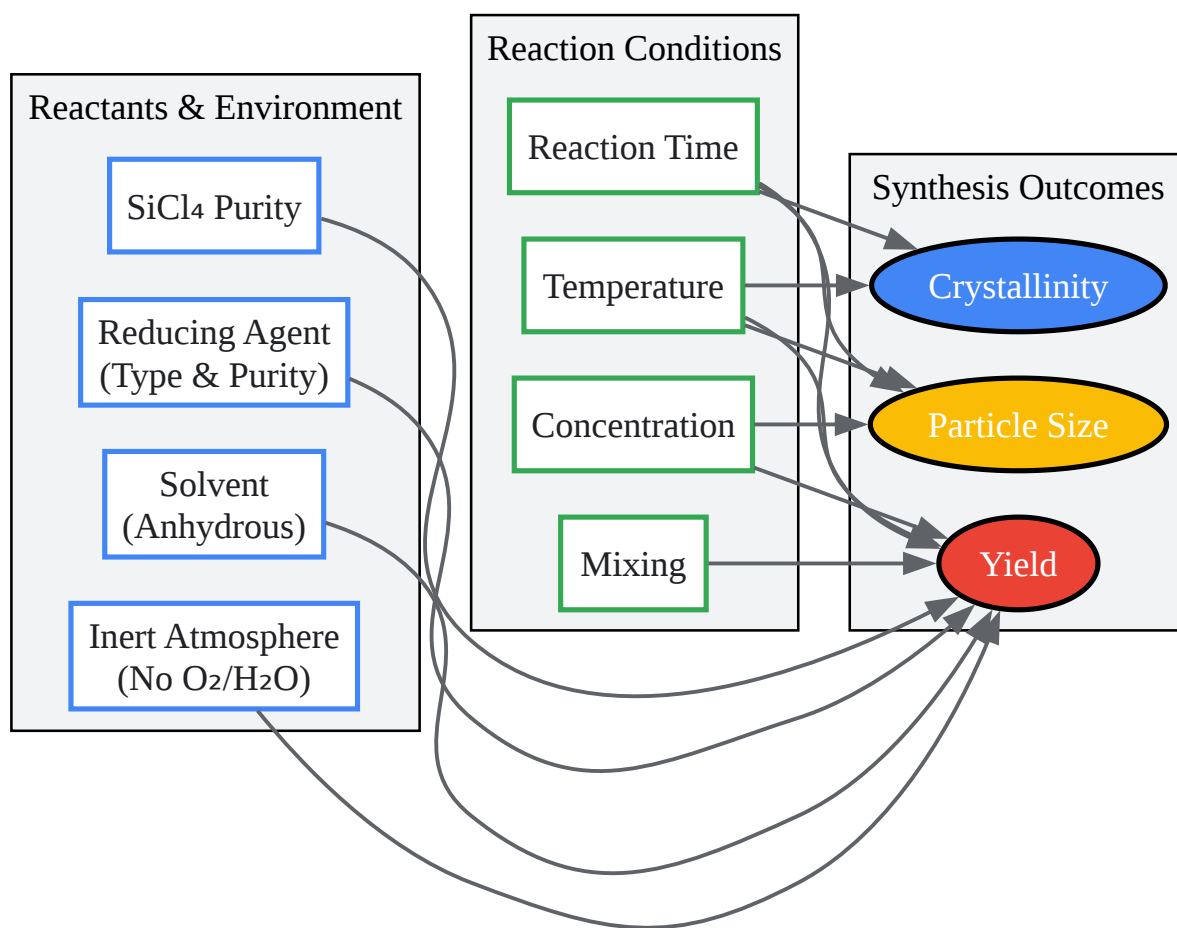 Reactants & Environment
SiCl₄ Purity
Reducing Agent
(Type & Purity)
Solvent
(Anhydrous)
Inert Atmosphere
(No O₂/H₂O)
Reaction Conditions
Reaction Time
Temperature
Concentration
Mixing
Synthesis Outcomes
Crystallinity
Particle Size
Yield